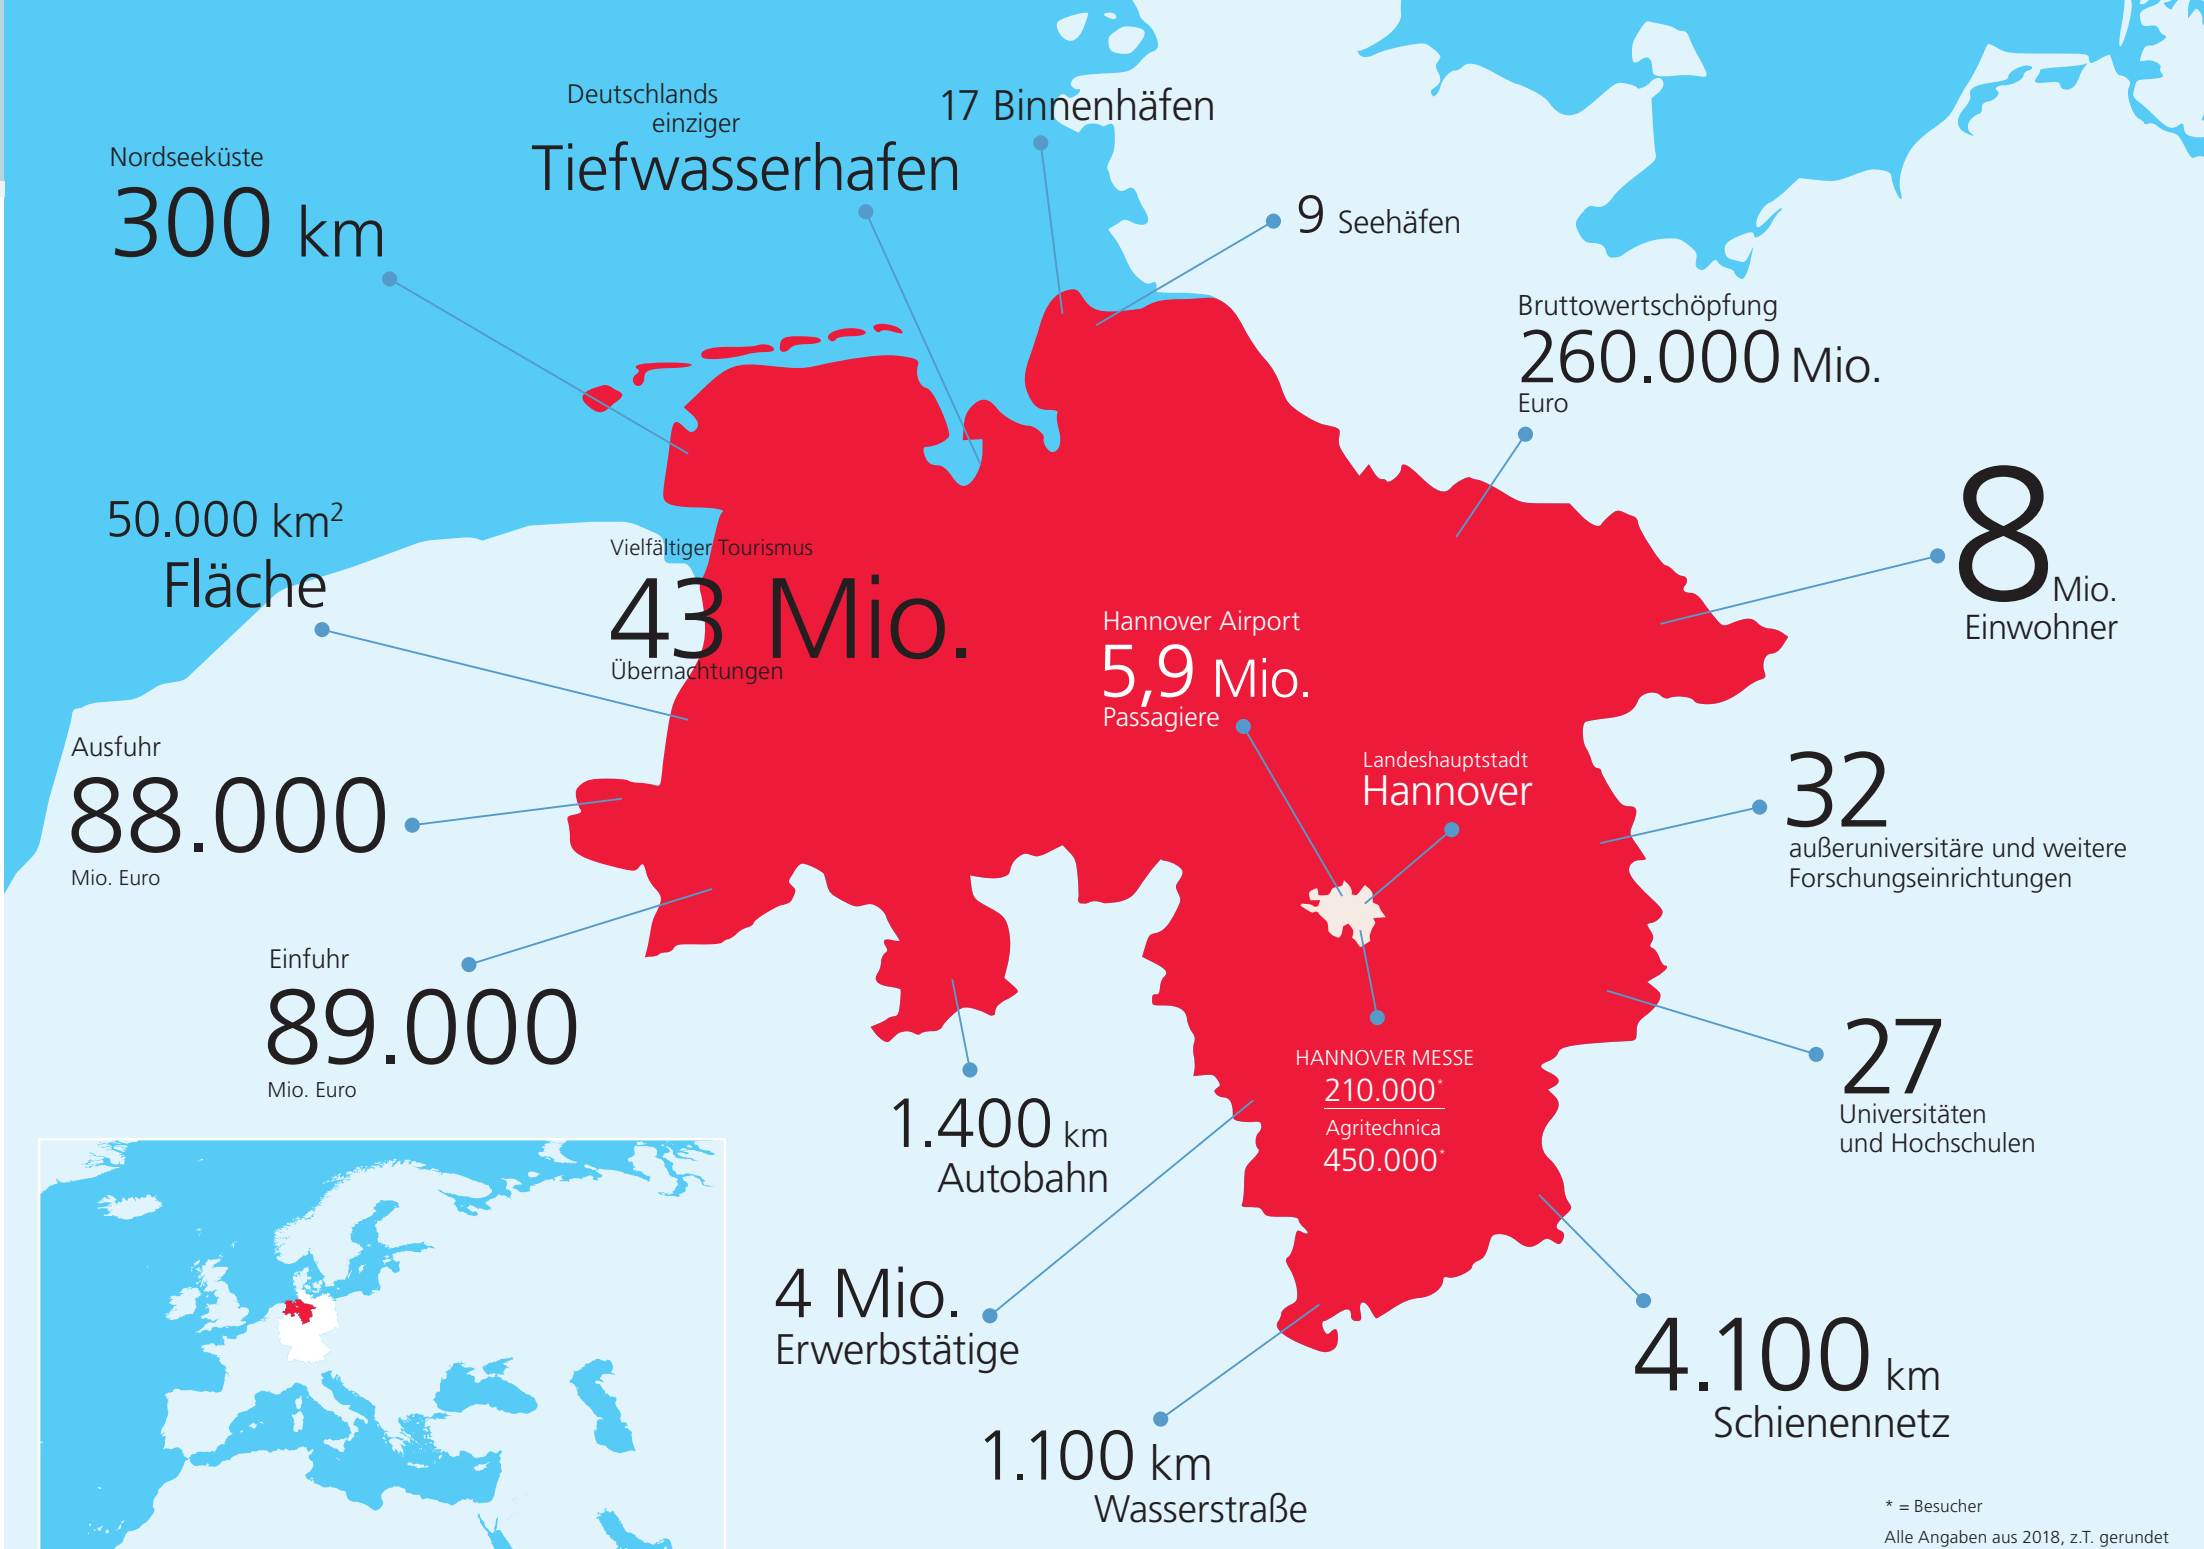 Deutschlands
einziger
Tiefwasserhafen
17 Binnenhäfen
Nordseeküste
300 km
9 Seehäfen
Bruttowertschöpfung
260.000 Mio.
Euro
50.000 km²
Fläche
Vielfältiger Tourismus
43 Mio.
Übernachtungen
8 Mio.
Einwohner
Hannover Airport
5,9 Mio.
Passagiere
Landeshauptstadt
Hannover
Ausfuhr
88.000
Mio. Euro
32
außeruniversitäre und weitere
Forschungseinrichtungen
Einfuhr
89.000
Mio. Euro
27
Universitäten
und Hochschulen
HANNOVER MESSE
210.000*
Agritechnica
450.000*
1.400 km
Autobahn
4 Mio.
Erwerbstätige
4.100 km
Schienennetz
1.100 km
Wasserstraße
* = Besucher
Alle Angaben aus 2018, z.T. gerundet